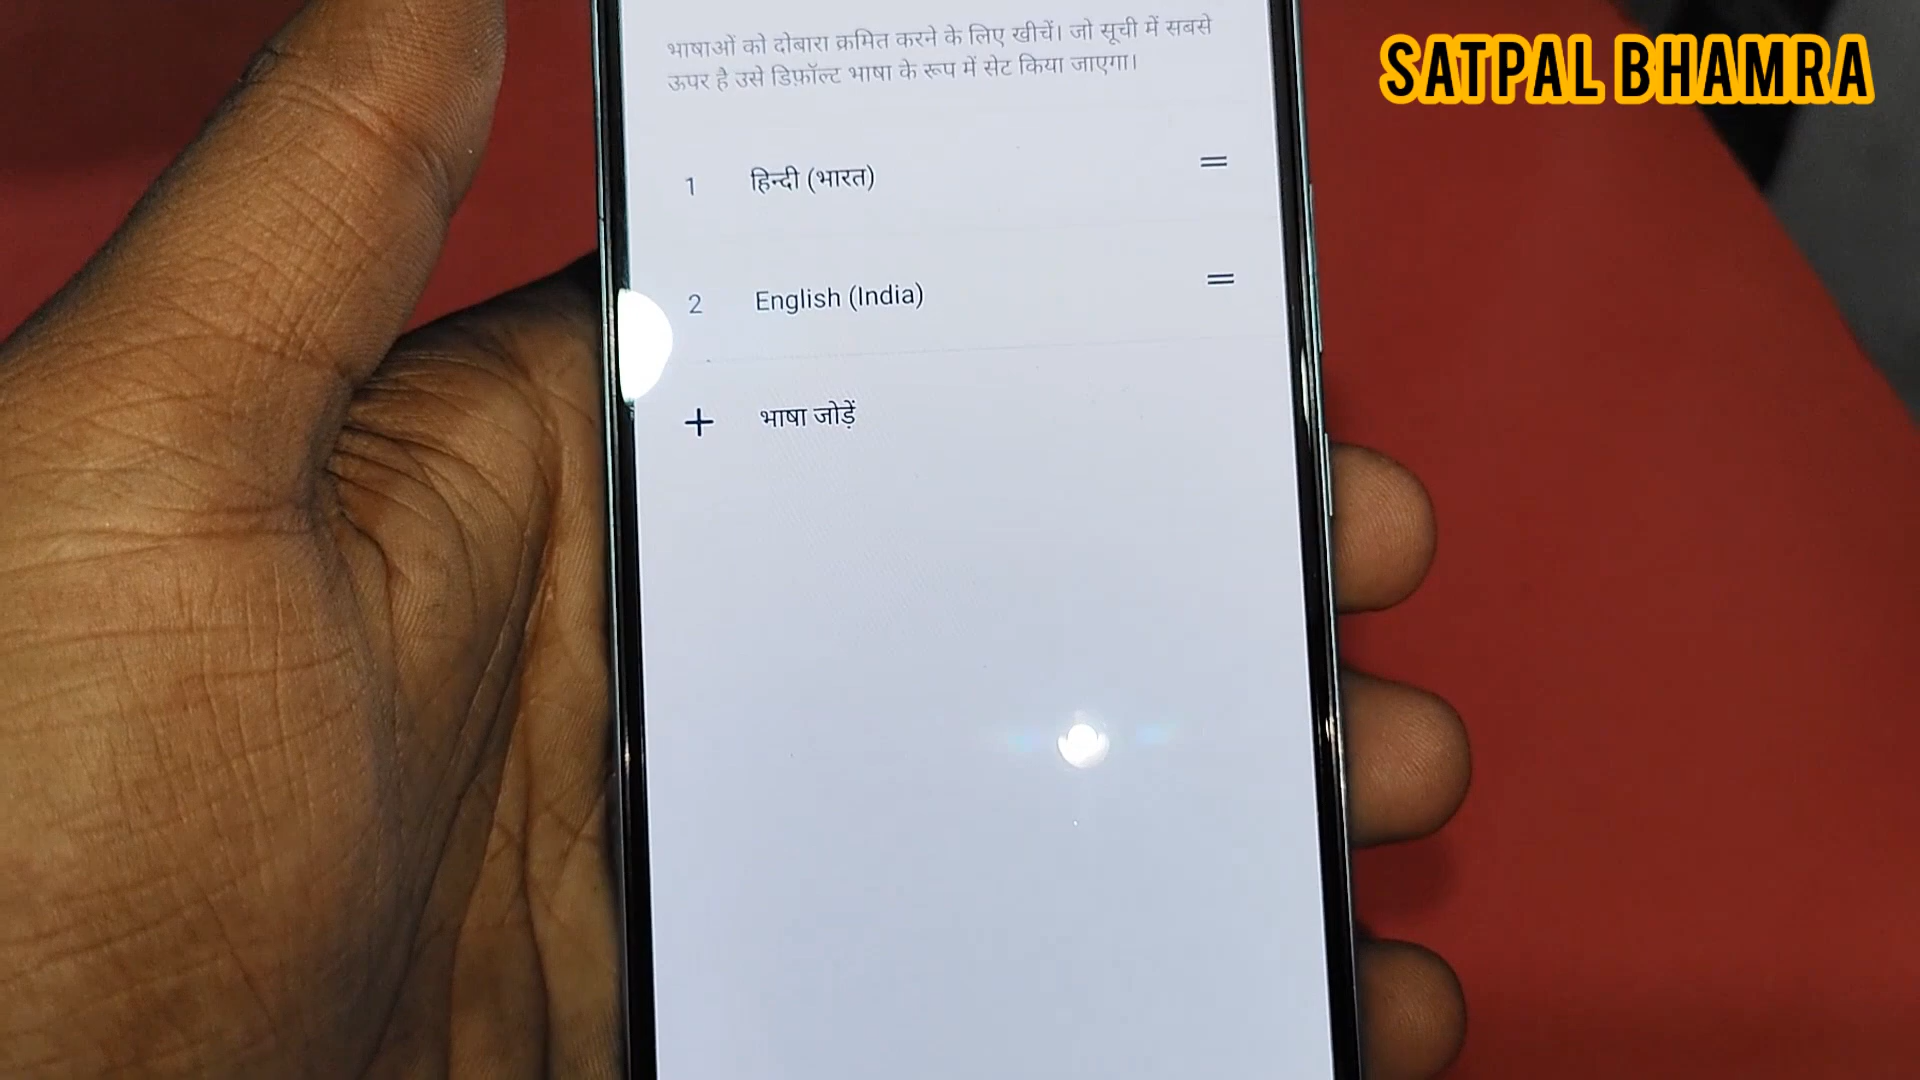 SATPAL BHAMRA
भाषाओं को दोबारा क्रमित करने के लिए खीचें। जो सूची में सबसे
ऊपर है उसे डिफ़ॉल्ट भाषा के रूप में सेट किया जाएगा।
1 हिन्दी (भारत)
2 English (India)
+ भाषा जोड़ें